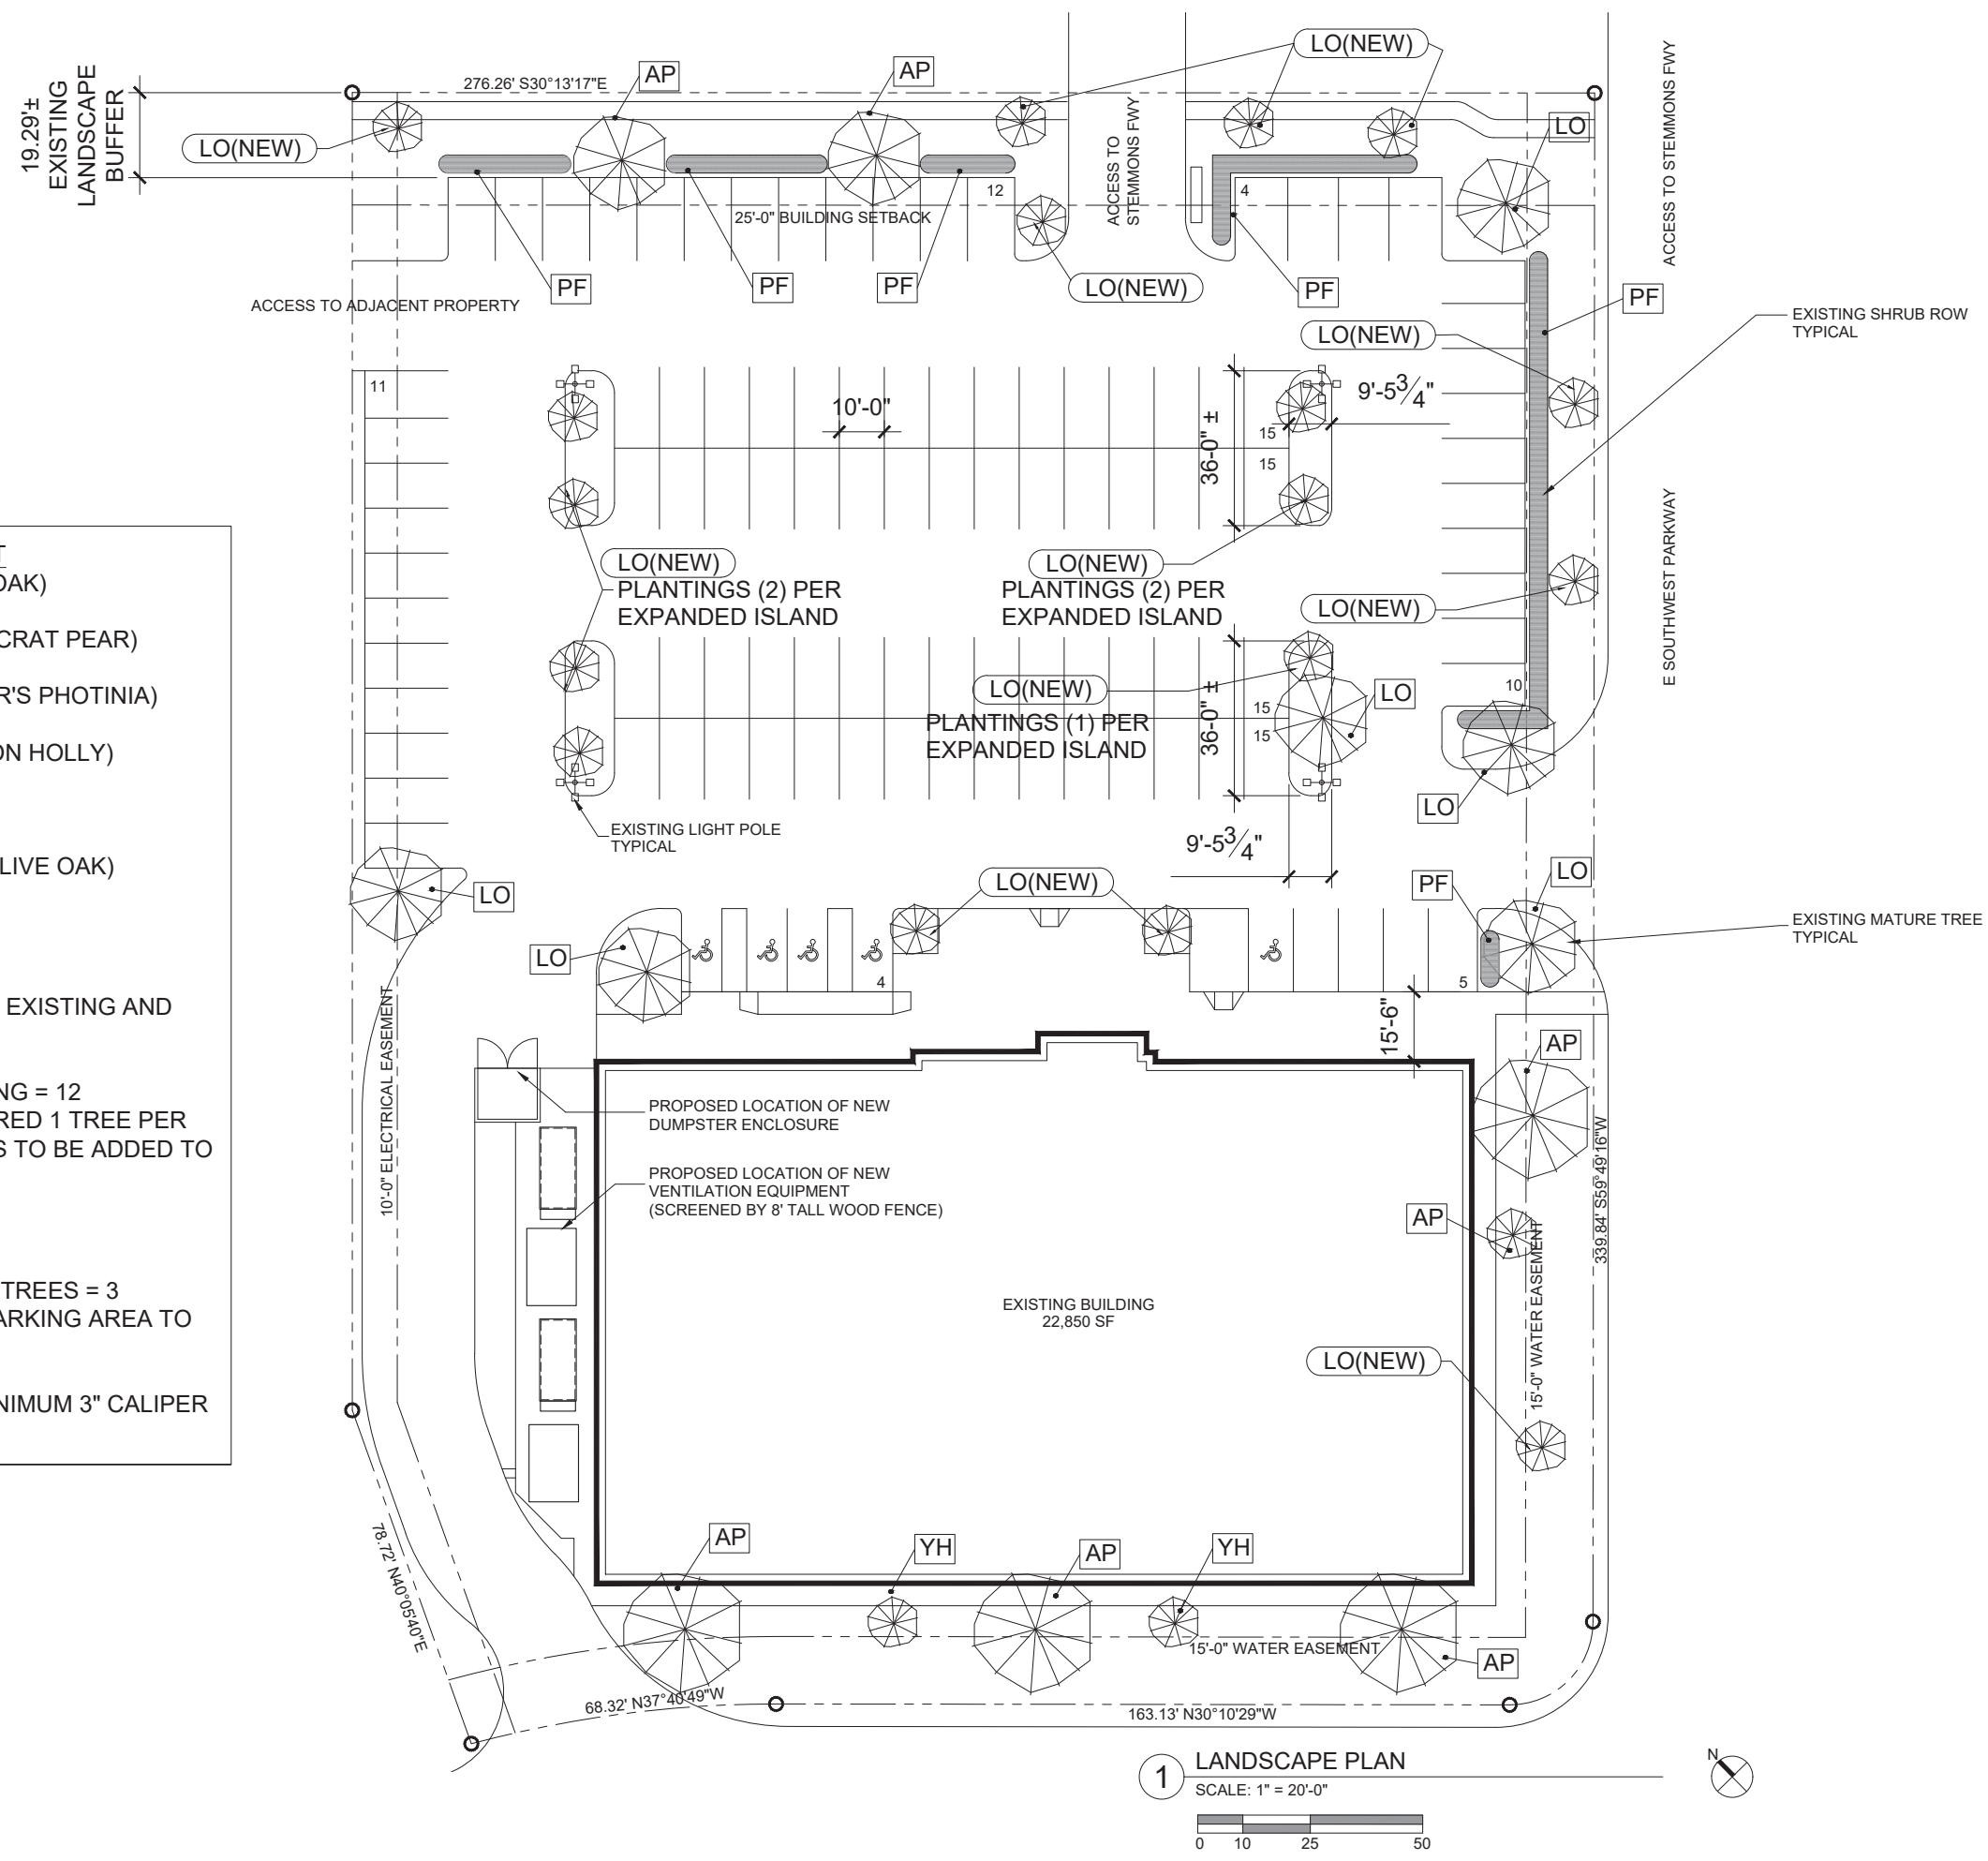 19.29'±
EXISTING
LANDSCAPE
BUFFER
276.26' S30°13'17"E
AP
AP
LO(NEW)
LO(NEW)
LO
ACCESS TO
STEMMONS FWY
ACCESS TO STEMMONS FWY
12
4
25'-0" BUILDING SETBACK
PF
PF
PF
LO(NEW)
PF
PF
ACCESS TO ADJACENT PROPERTY
EXISTING SHRUB ROW
TYPICAL
LO(NEW)
11
10'-0"
36-0" ±
15
15
9'-5 3/4"
LO(NEW)
PLANTINGS (2) PER
EXPANDED ISLAND
LO(NEW)
PLANTINGS (2) PER
EXPANDED ISLAND
LO(NEW)
E SOUTHWEST PARKWAY
LO(NEW)
PLANTINGS (1) PER
EXPANDED ISLAND
36-0" ±
15
15
LO
10
LO
EXISTING LIGHT POLE
TYPICAL
9'-5 3/4"
LO
LO(NEW)
PF
LO
EXISTING MATURE TREE
TYPICAL
LO
4
5
15'-6"
10'-0" ELECTRICAL EASEMENT
AP
PROPOSED LOCATION OF NEW
DUMPSTER ENCLOSURE
PROPOSED LOCATION OF NEW
VENTILATION EQUIPMENT
(SCREENED BY 8' TALL WOOD FENCE)
AP
339.84' S59°49'16"W
15'-0" WATER EASEMENT
EXISTING BUILDING
22,850 SF
LO(NEW)
78.72' N40°05'40"E
AP
YH
AP
YH
15'-0" WATER EASEMENT
AP
68.32' N37°40'49"W
163.13' N30°10'29"W
OAK)
CRAT PEAR)
R'S PHOTINIA)
ON HOLLY)
LIVE OAK)
EXISTING AND
NG = 12
RED 1 TREE PER
S TO BE ADDED TO
TREES = 3
ARKING AREA TO
NIMUM 3" CALIPER
1
LANDSCAPE PLAN
SCALE: 1" = 20'-0"
0 10 25 50
N